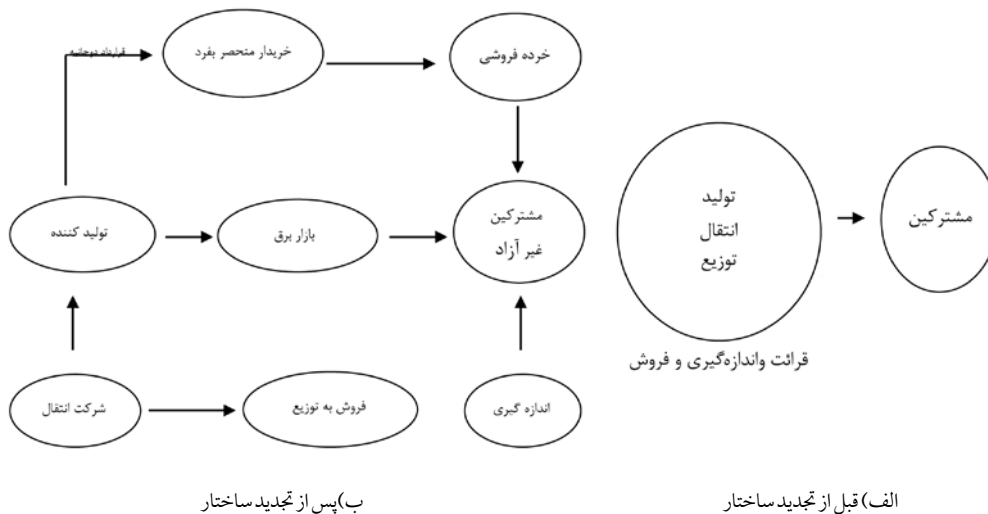 قرارداد دوجانبه
خریدار منحصر بفرد
خرده فروشی
تولید کننده
بازار برق
مشترکین
غیر آزاد
شرکت انتقال
فروش به توزیع
اندازه گیری
ب)پس از تجدید ساختار
تولید
انتقال
توزیع
قرائت واندازه‌گیری و فروش
مشترکین
الف) قبل از تجدید ساختار